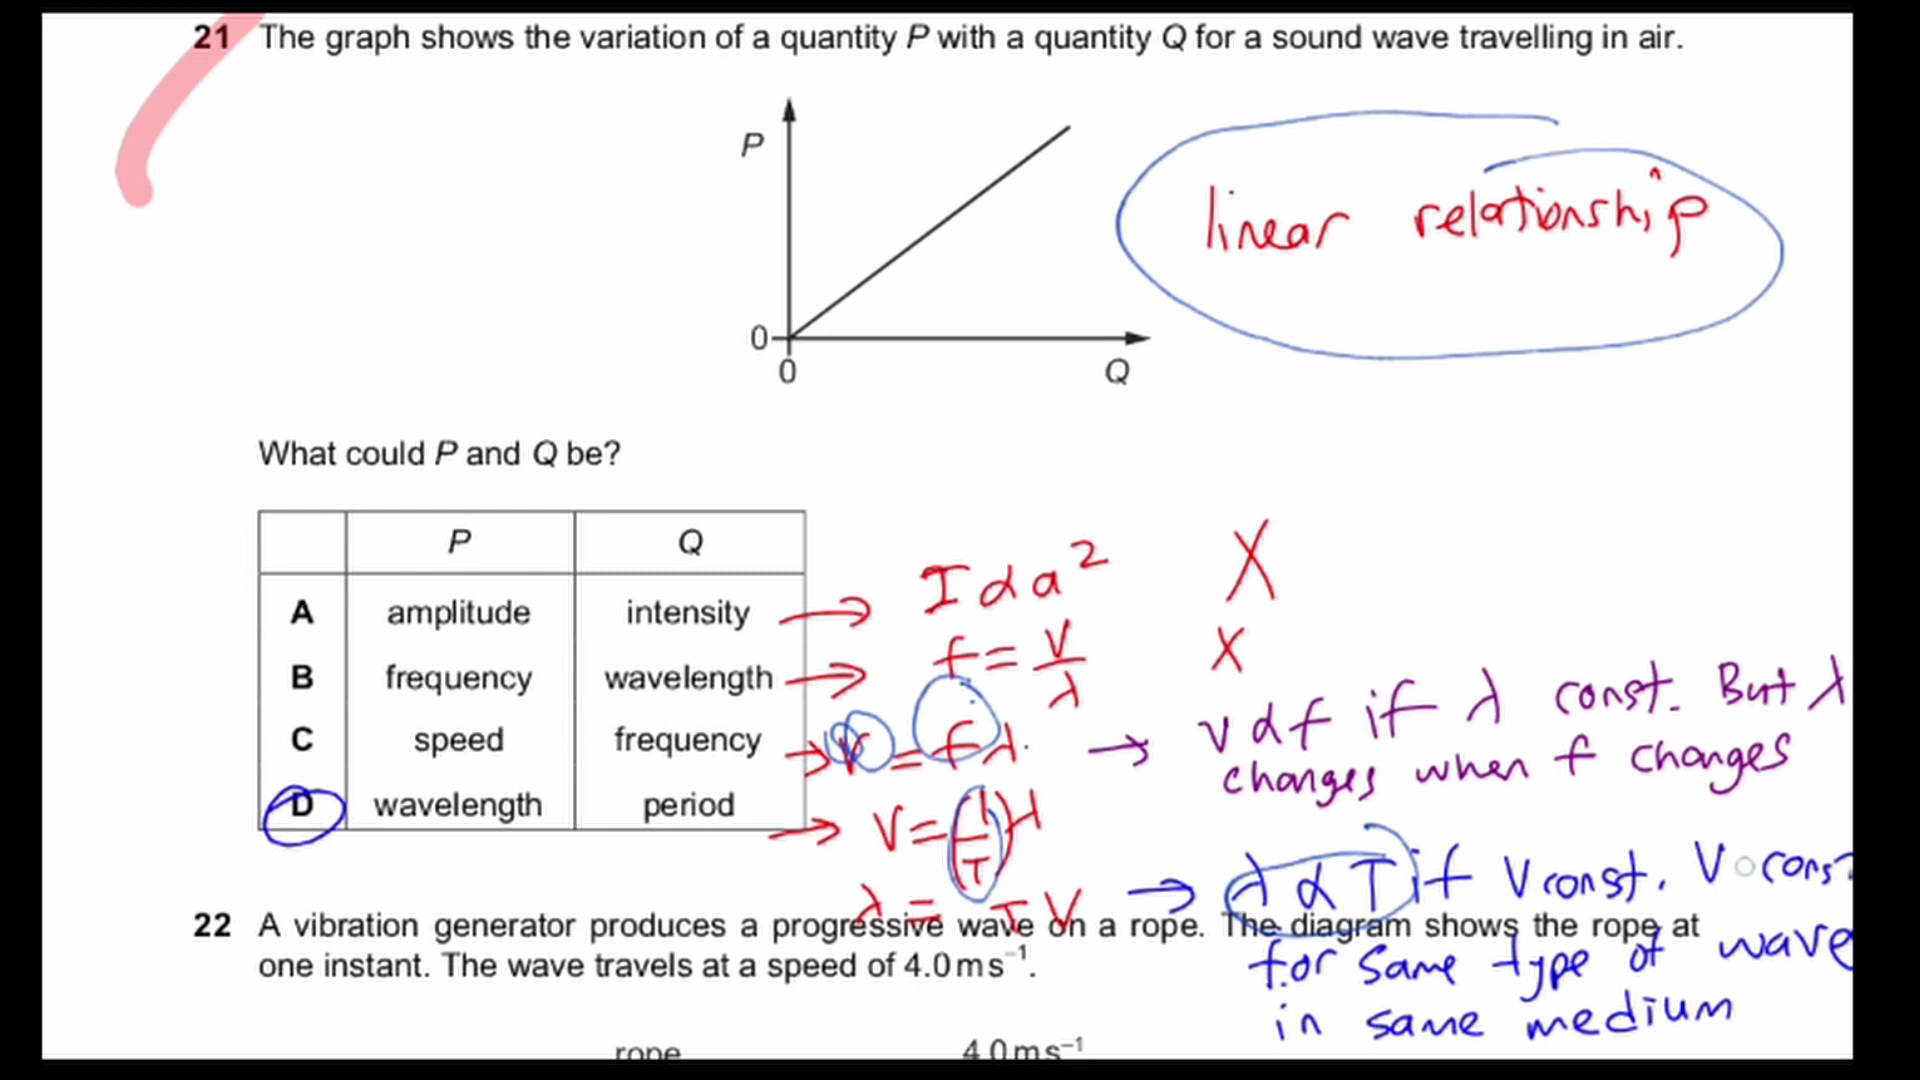 21 The graph shows the variation of a quantity P with a quantity Q for a sound wave travelling in air.
P
linear relationship
0
0
Q
What could P and Q be?
P Q
A amplitude intensity → I α a² X
B frequency wavelength → f = V/λ X
C speed frequency → V = fλ → v α f if λ const. But λ
changes when f changes
D wavelength period → V = (1/T)λ
λ = TV → λ α T if V const. V const
for same type of wave
in same medium
22 A vibration generator produces a progressive wave on a rope. The diagram shows the rope at
one instant. The wave travels at a speed of 4.0 m s⁻¹.
rope 4.0 m s⁻¹